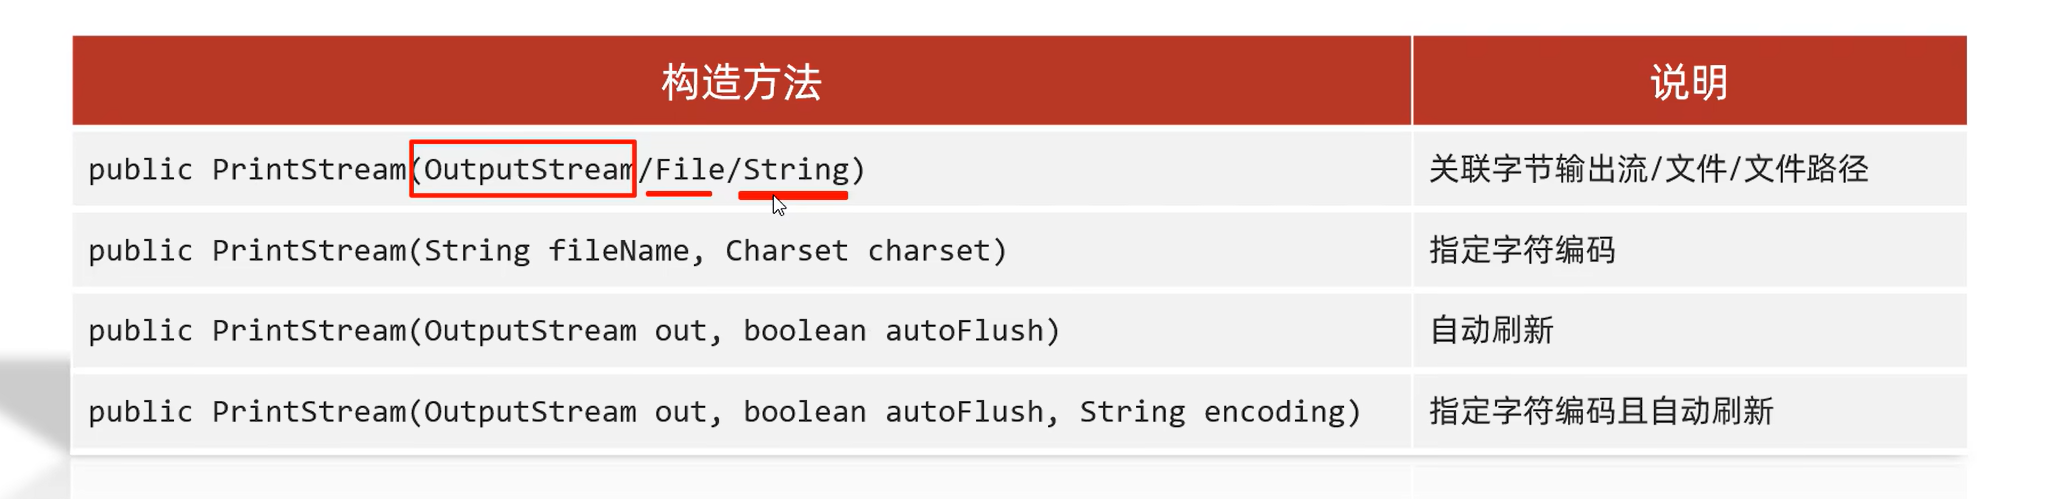 构造方法 说明
public PrintStream(OutputStream/File/String) 关联字节输出流/文件/文件路径
public PrintStream(String fileName, Charset charset) 指定字符编码
public PrintStream(OutputStream out, boolean autoFlush) 自动刷新
public PrintStream(OutputStream out, boolean autoFlush, String encoding) 指定字符编码且自动刷新